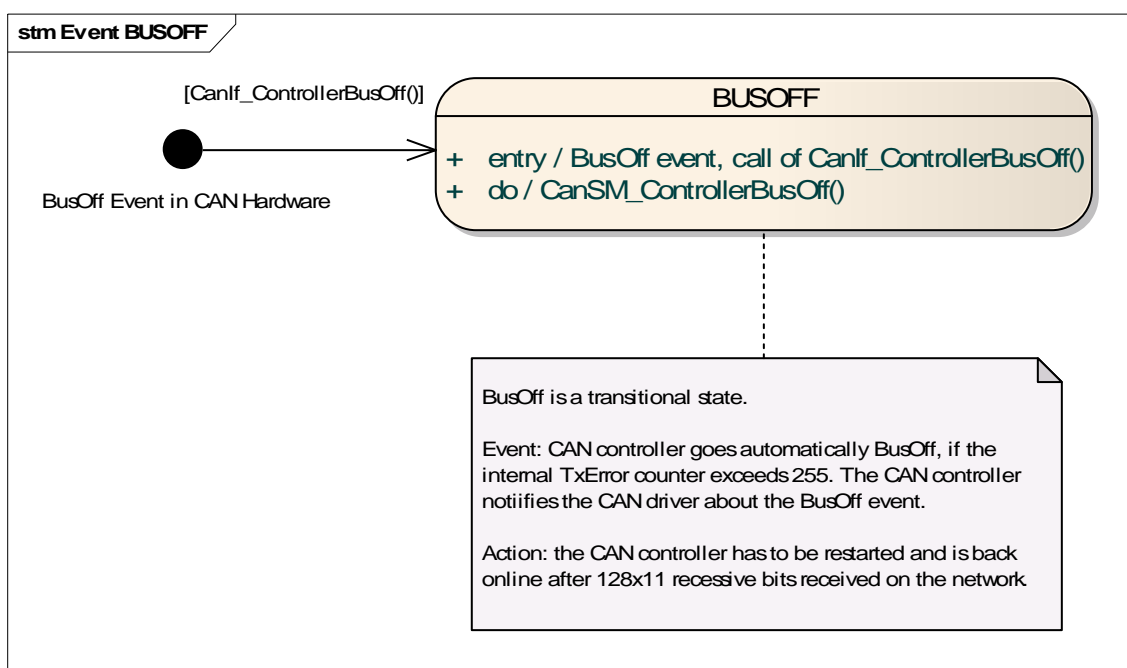 stm Event BUSOFF
[CanIf_ControllerBusOff()]
BusOff Event in CAN Hardware
BUSOFF
+ entry / BusOff event, call of CanIf_ControllerBusOff()
+ do / CanSM_ControllerBusOff()
BusOff is a transitional state.
Event: CAN controller goes automatically BusOff, if the
internal TxError counter exceeds 255. The CAN controller
notiifies the CAN driver about the BusOff event.
Action: the CAN controller has to be restarted and is back
online after 128x11 recessive bits received on the network.